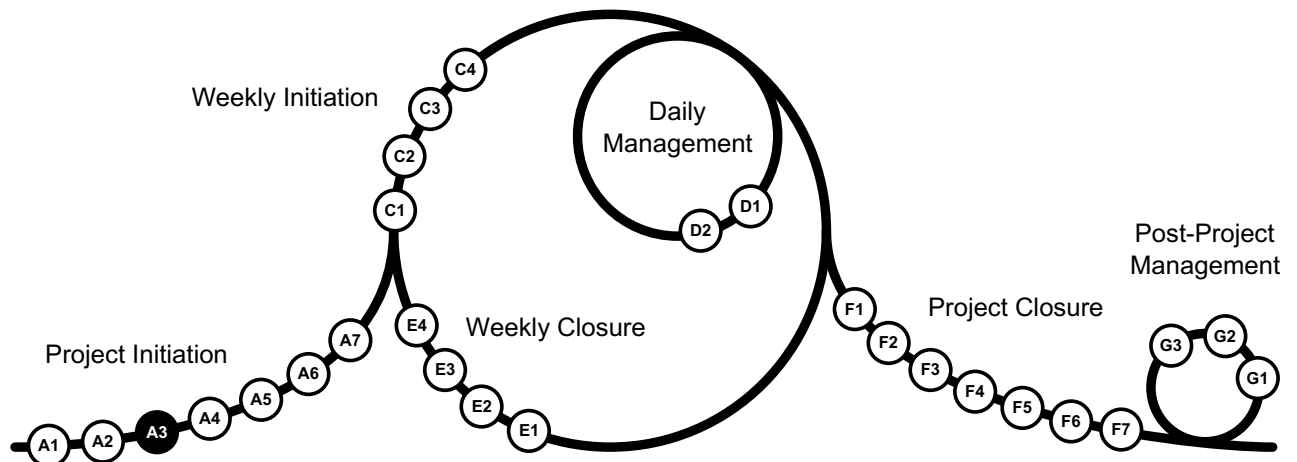 Weekly Initiation
C4
C3
C2
C1
Daily
Management
D1
D2
Project Initiation
A1
A2
A3
A4
A5
A6
A7
Weekly Closure
E4
E3
E2
E1
Project Closure
F1
F2
F3
F4
F5
F6
F7
Post-Project
Management
G3
G2
G1